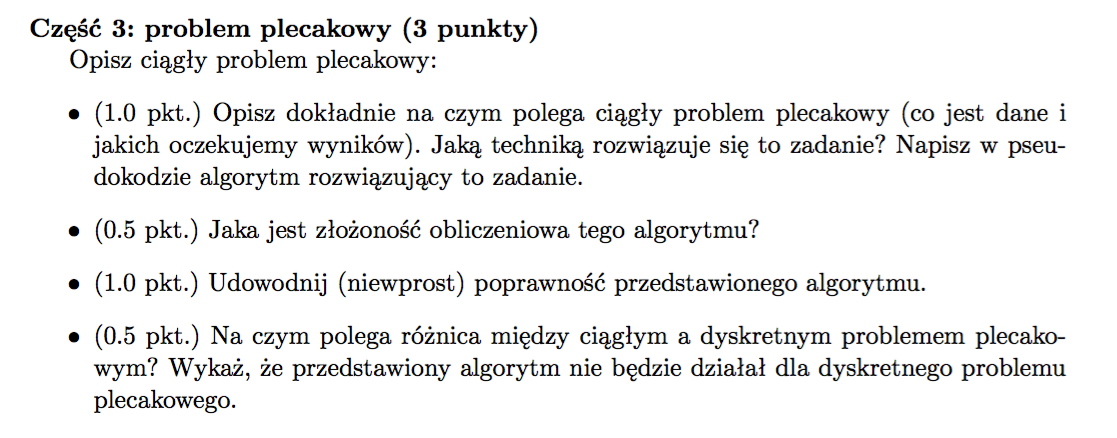 Część 3: problem plecakowy (3 punkty)
Opisz ciągły problem plecakowy:
• (1.0 pkt.) Opisz dokładnie na czym polega ciągły problem plecakowy (co jest dane i
jakich oczekujemy wyników). Jaką techniką rozwiązuje się to zadanie? Napisz w pseu-
dokodzie algorytm rozwiązujący to zadanie.
• (0.5 pkt.) Jaka jest złożoność obliczeniowa tego algorytmu?
• (1.0 pkt.) Udowodnij (niewprost) poprawność przedstawionego algorytmu.
• (0.5 pkt.) Na czym polega różnica między ciągłym a dyskretnym problemem plecako-
wym? Wykaż, że przedstawiony algorytm nie będzie działał dla dyskretnego problemu
plecakowego.